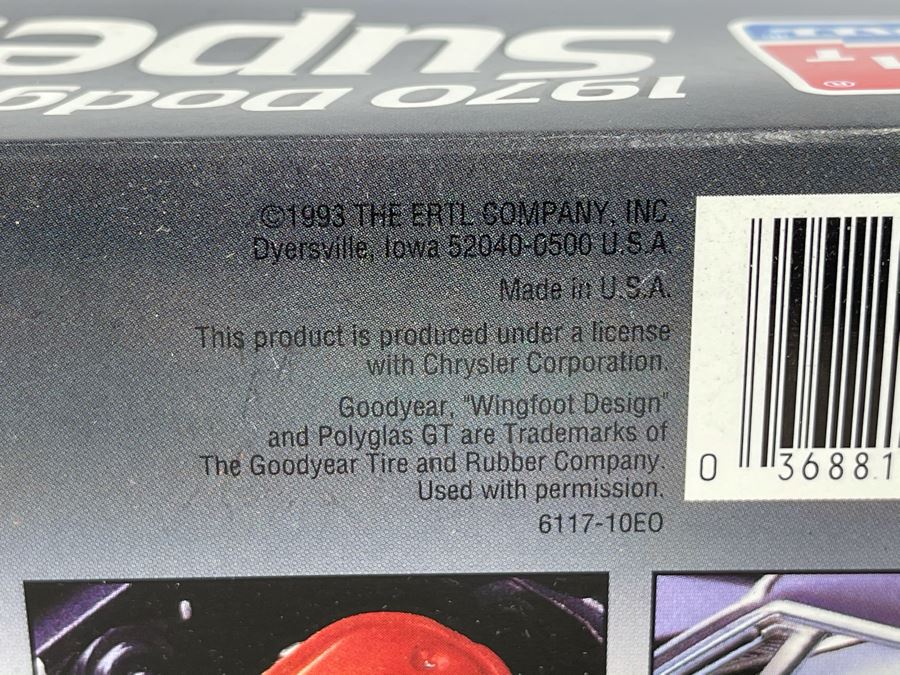 1970 Dodg
Supe
®
©1993 THE ERTL COMPANY, INC.
Dyersville, Iowa 52040-0500 U.S.A.
Made in U.S.A.
This product is produced under a license
with Chrysler Corporation.
Goodyear, "Wingfoot Design"
and Polyglas GT are Trademarks of
The Goodyear Tire and Rubber Company.
Used with permission.
6117-10EO
0 36881